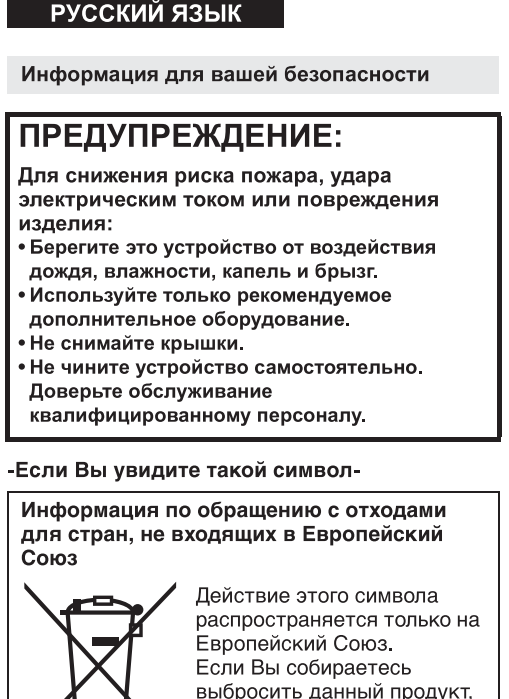 РУССКИЙ ЯЗЫК
Информация для вашей безопасности
ПРЕДУПРЕЖДЕНИЕ:
Для снижения риска пожара, удара
электрическим током или повреждения
изделия:
• Берегите это устройство от воздействия
дождя, влажности, капель и брызг.
• Используйте только рекомендуемое
дополнительное оборудование.
• Не снимайте крышки.
• Не чините устройство самостоятельно.
Доверьте обслуживание
квалифицированному персоналу.
-Если Вы увидите такой символ-
Информация по обращению с отходами
для стран, не входящих в Европейский
Союз
Действие этого символа
распространяется только на
Европейский Союз.
Если Вы собираетесь
выбросить данный продукт,